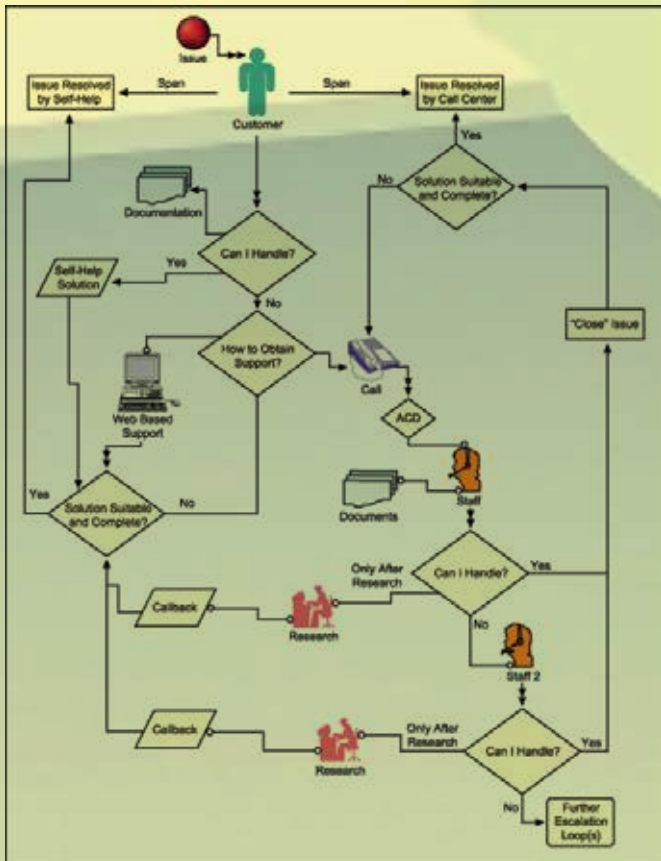 Issue
Issue Resolved
by Self-Help
Span
Span
Issue Resolved
by Call Center
Customer
Yes
No
Solution Suitable
and Complete?
Documentation
Can I Handle?
Self-Help
Solution
Yes
No
"Close" Issue
How to Obtain
Support?
Call
Web Based
Support
ACD
Yes
Solution Suitable
and Complete?
No
Documents
Staff
Only After
Research
Can I Handle?
Yes
Callback
Research
No
Staff 2
Callback
Research
Only After
Research
Can I Handle?
Yes
No
Further
Escalation
Loop(s)